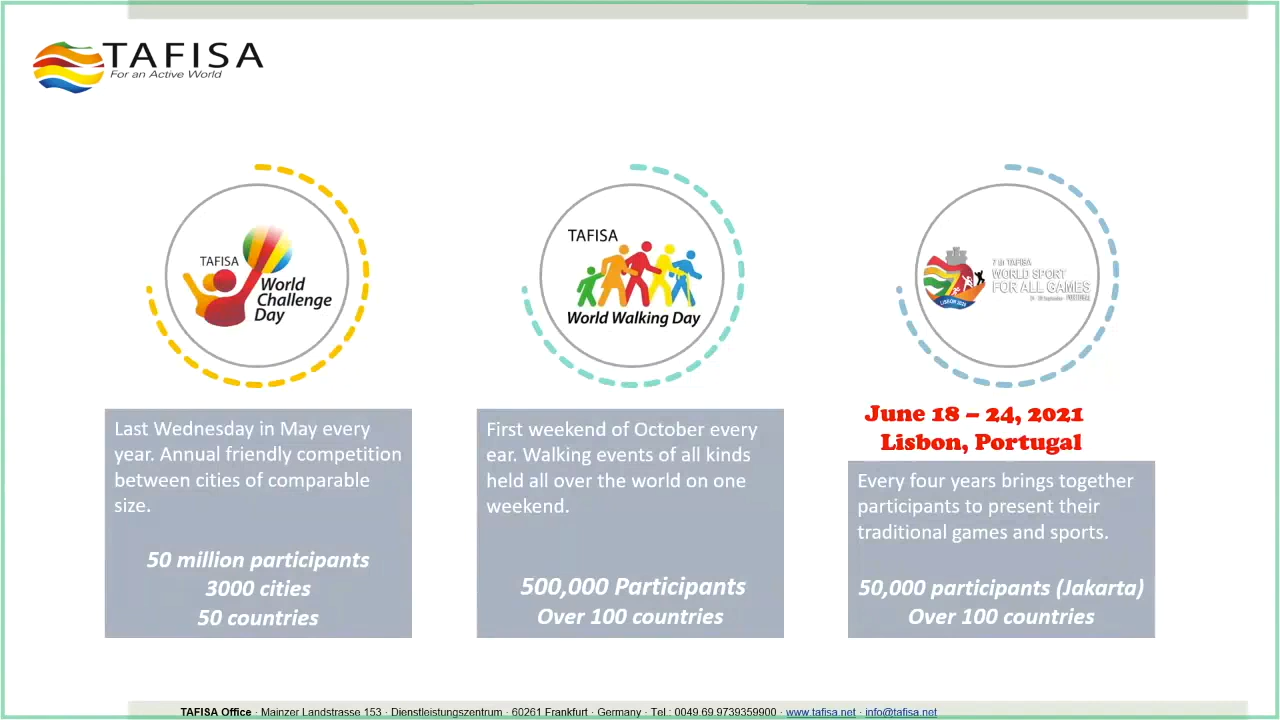 TAFISA
For an Active World
TAFISA
World
Challenge
Day
TAFISA
World Walking Day
7 th TAFISA
WORLD SPORT
FOR ALL GAMES
PORTUGAL
LISBON
June 18 – 24, 2021
Lisbon, Portugal
Last Wednesday in May every
year. Annual friendly competition
between cities of comparable
size.
50 million participants
3000 cities
50 countries
First weekend of October every
ear. Walking events of all kinds
held all over the world on one
weekend.
500,000 Participants
Over 100 countries
Every four years brings together
participants to present their
traditional games and sports.
50,000 participants (Jakarta)
Over 100 countries
TAFISA Office · Mainzer Landstrasse 153 · Dienstleistungszentrum · 60261 Frankfurt · Germany · Tel : 0049.69.9739359900 · www.tafisa.net · info@tafisa.net